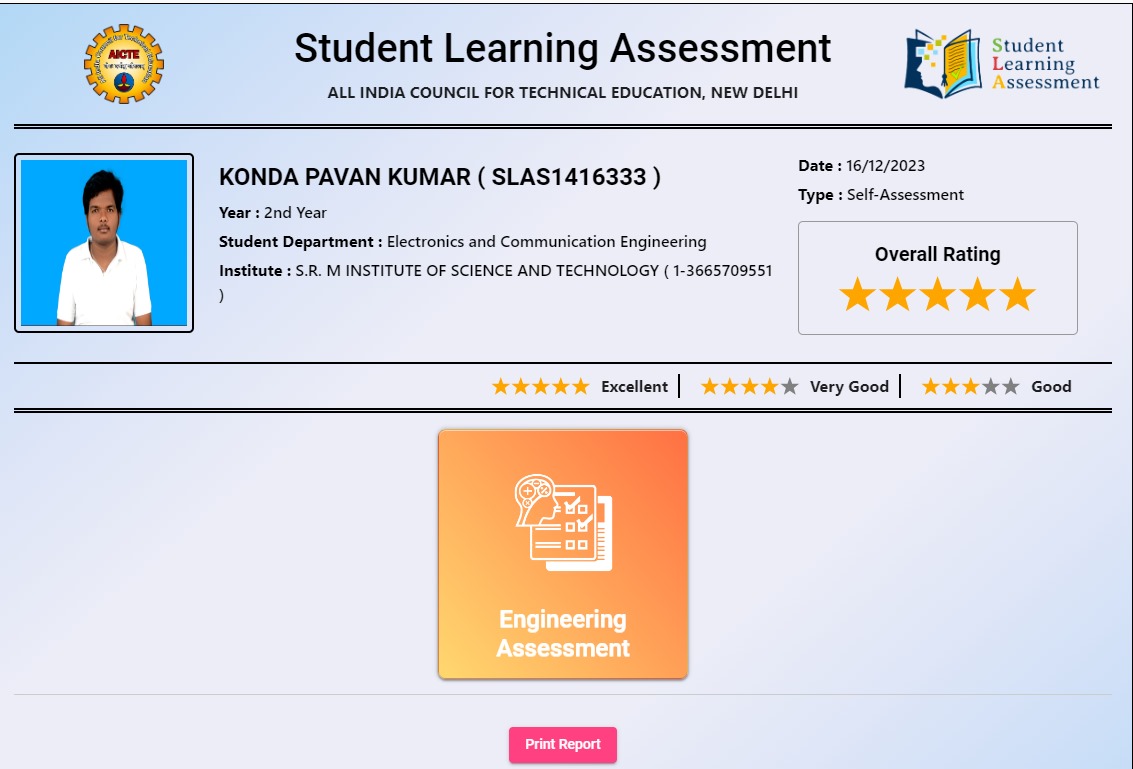 AICTE
Student Learning Assessment
ALL INDIA COUNCIL FOR TECHNICAL EDUCATION, NEW DELHI
Student
Learning
Assessment
KONDA PAVAN KUMAR ( SLAS1416333 )
Year : 2nd Year
Student Department : Electronics and Communication Engineering
Institute : S.R. M INSTITUTE OF SCIENCE AND TECHNOLOGY ( 1-3665709551
)
Date : 16/12/2023
Type : Self-Assessment
Overall Rating
Excellent Very Good Good
Engineering
Assessment
Print Report